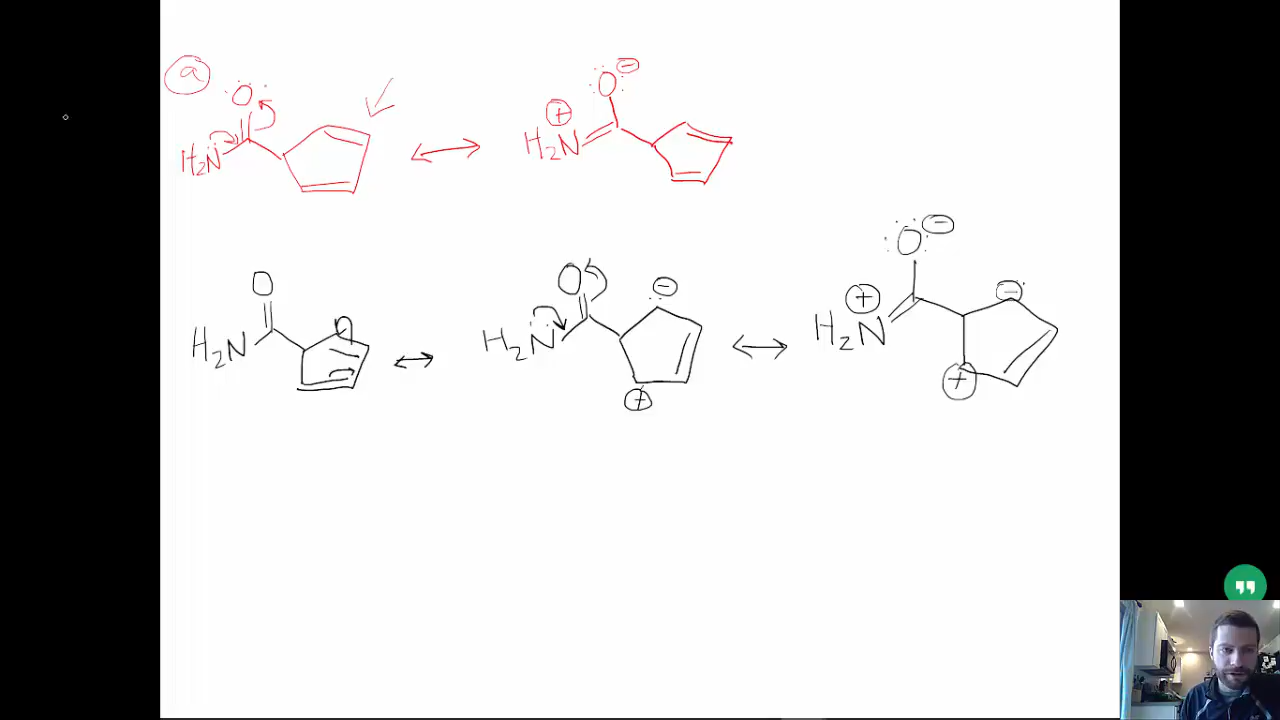 a
O O ⊖
H₂N ⊕ H₂N
O O ⊖ O ⊖ ⊖
H₂N H₂N ⊕ ⊕ H₂N ⊕